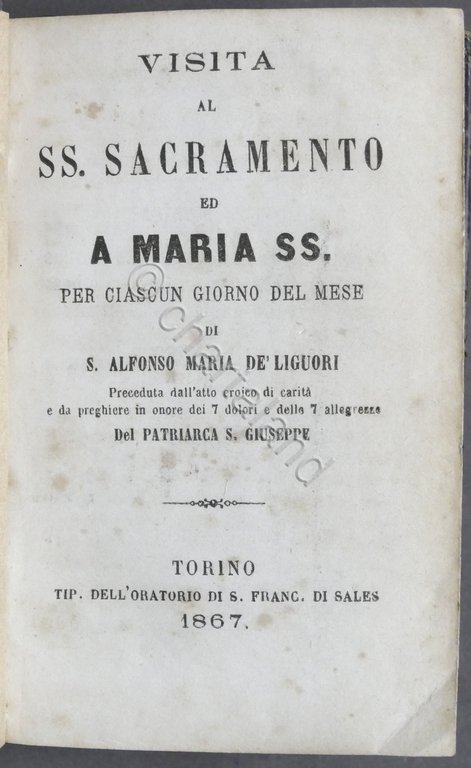 VISITA
AL
SS. SACRAMENTO
ED
A MARIA SS.
PER CIASCUN GIORNO DEL MESE
DI
S. ALFONSO MARIA DE' LIGUORI
Preceduta dall'atto eroico di carità
e da preghiere in onore dei 7 dolori e delle 7 allegrezze
Del PATRIARCA S. GIUSEPPE
TORINO
TIP. DELL'ORATORIO DI S. FRANC. DI SALES
1867.
© chartaland